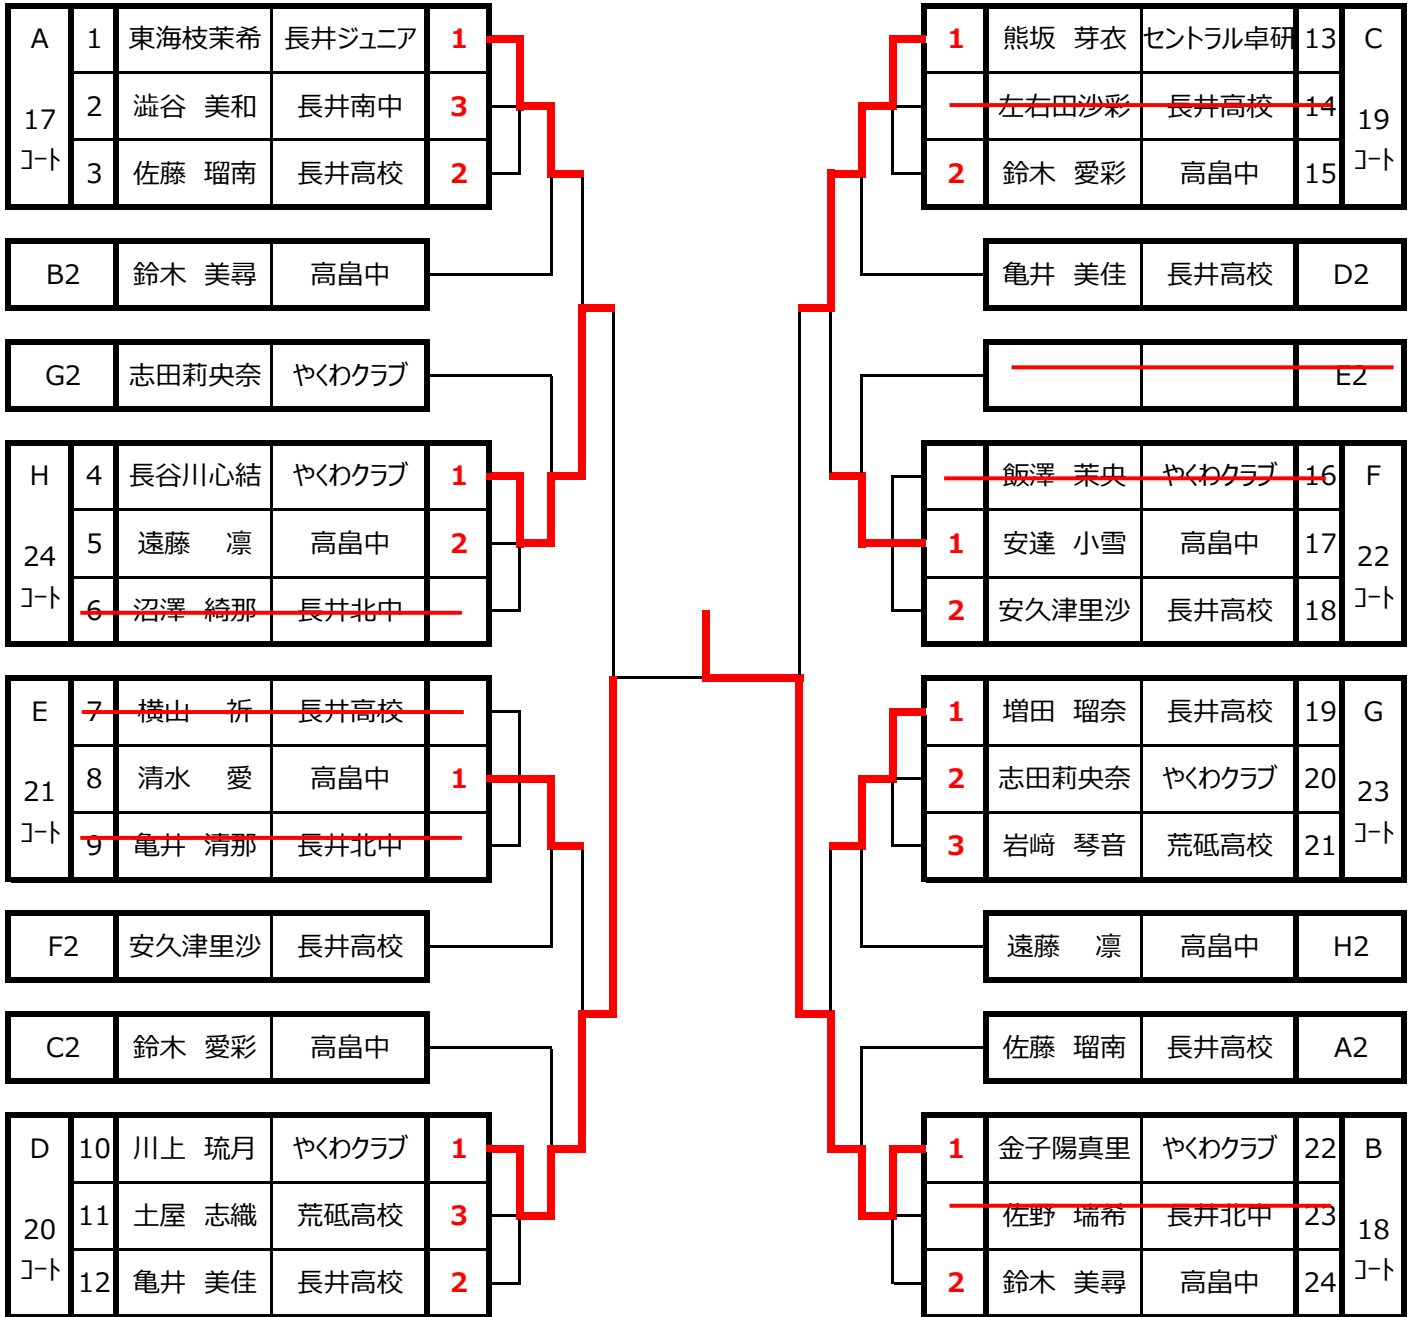 A 17 コート
1 東海枝茉希 長井ジュニア 1
2 澁谷 美和 長井南中 3
3 佐藤 瑠南 長井高校 2
B2 鈴木 美尋 高畠中
G2 志田莉央奈 やくわクラブ
H 24 コート
4 長谷川心結 やくわクラブ 1
5 遠藤 凛 高畠中 2
6 沼澤 綺那 長井北中
E 21 コート
7 横山 祈 長井高校
8 清水 愛 高畠中 1
9 亀井 清那 長井北中
F2 安久津里沙 長井高校
C2 鈴木 愛彩 高畠中
D 20 コート
10 川上 琉月 やくわクラブ 1
11 土屋 志織 荒砥高校 3
12 亀井 美佳 長井高校 2
1 熊坂 芽衣 セントラル卓研 13
左右田沙彩 長井高校 14
2 鈴木 愛彩 高畠中 15
C 19 コート
亀井 美佳 長井高校 D2
E2
飯澤 茉央 やくわクラブ 16
1 安達 小雪 高畠中 17
2 安久津里沙 長井高校 18
F 22 コート
1 増田 瑠奈 長井高校 19
2 志田莉央奈 やくわクラブ 20
3 岩﨑 琴音 荒砥高校 21
G 23 コート
遠藤 凛 高畠中 H2
佐藤 瑠南 長井高校 A2
1 金子陽真里 やくわクラブ 22
佐野 瑞希 長井北中 23
2 鈴木 美尋 高畠中 24
B 18 コート